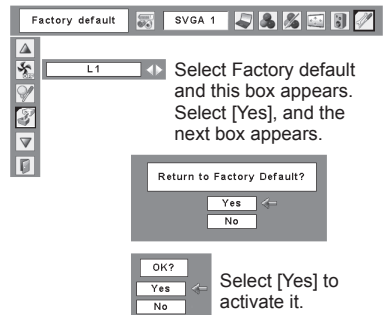 Factory default
SVGA 1
L1
Select Factory default
and this box appears.
Select [Yes], and the
next box appears.
Return to Factory Default?
Yes
No
OK?
Yes
No
Select [Yes] to
activate it.